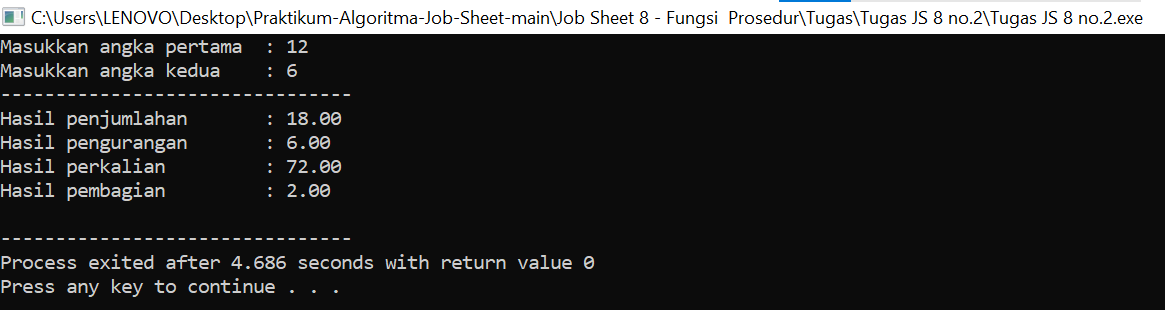 C:\Users\LENOVO\Desktop\Praktikum-Algoritma-Job-Sheet-main\Job Sheet 8 - Fungsi  Prosedur\Tugas\Tugas JS 8 no.2\Tugas JS 8 no.2.exe
Masukkan angka pertama  : 12
Masukkan angka kedua    : 6
--------------------------------
Hasil penjumlahan       : 18.00
Hasil pengurangan       : 6.00
Hasil perkalian         : 72.00
Hasil pembagian         : 2.00

--------------------------------
Process exited after 4.686 seconds with return value 0
Press any key to continue . . .